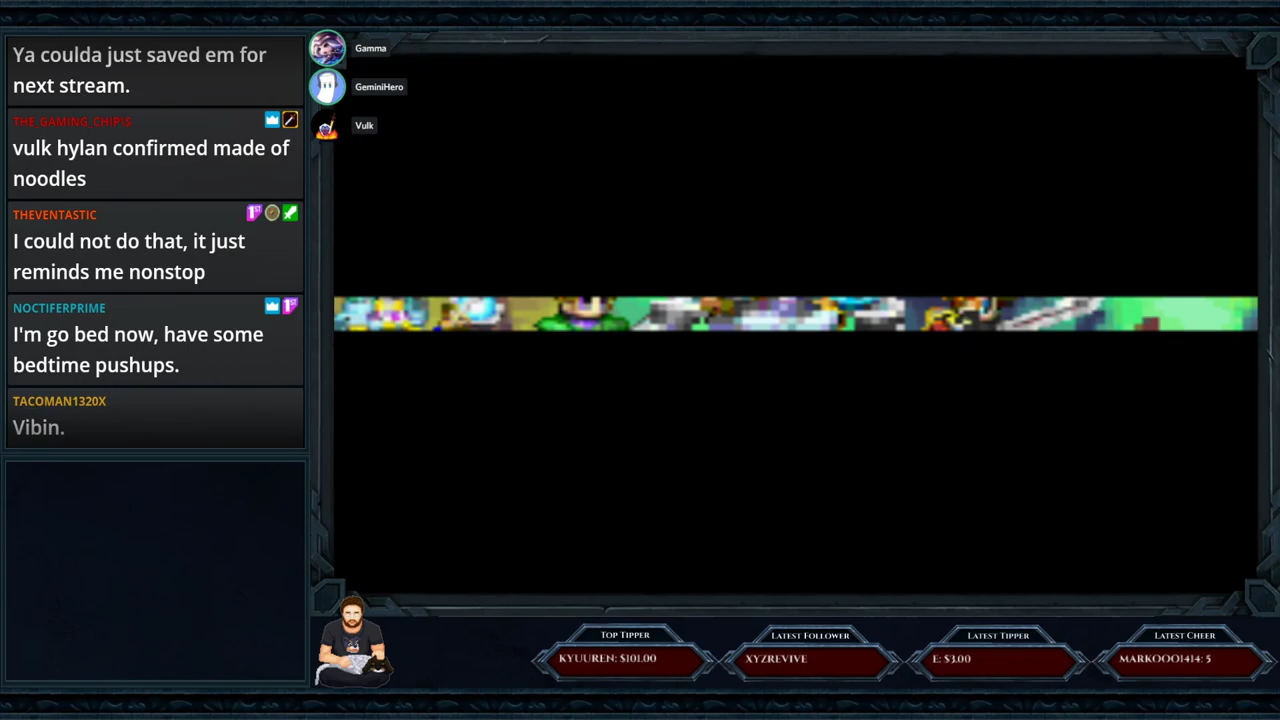 Ya coulda just saved em for
next stream.
THE_GAMING_CHIP1S
vulk hylan confirmed made of
noodles
THEVENTASTIC
I could not do that, it just
reminds me nonstop
NOCTIFERPRIME
I'm go bed now, have some
bedtime pushups.
TACOMAN1320X
Vibin.
Gamma
GeminiHero
Vulk
TOP TIPPER
KYUUREN: $101.00
LATEST FOLLOWER
XYZREVIVE
LATEST TIPPER
E: $3.00
LATEST CHEER
MARKOOO1414: 5